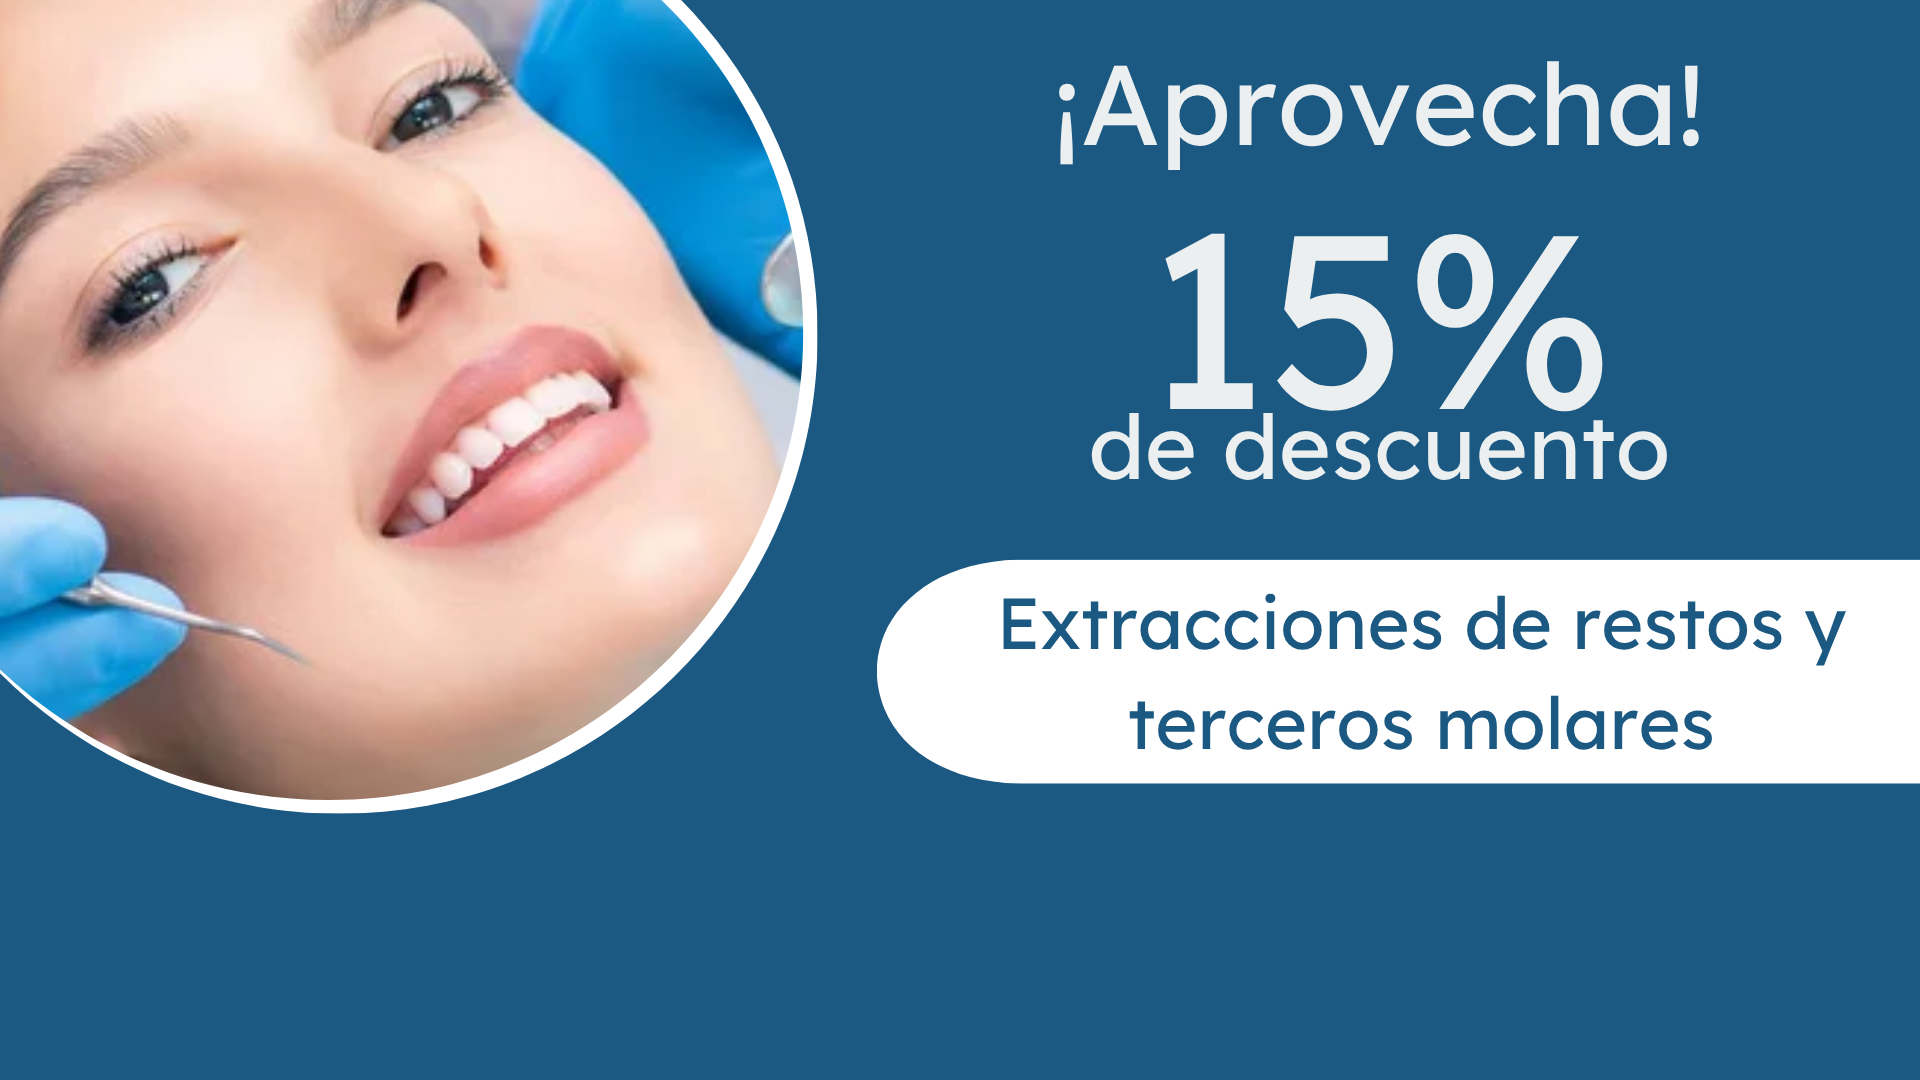 ¡Aprovecha!
15%
de descuento
Extracciones de restos y
terceros molares